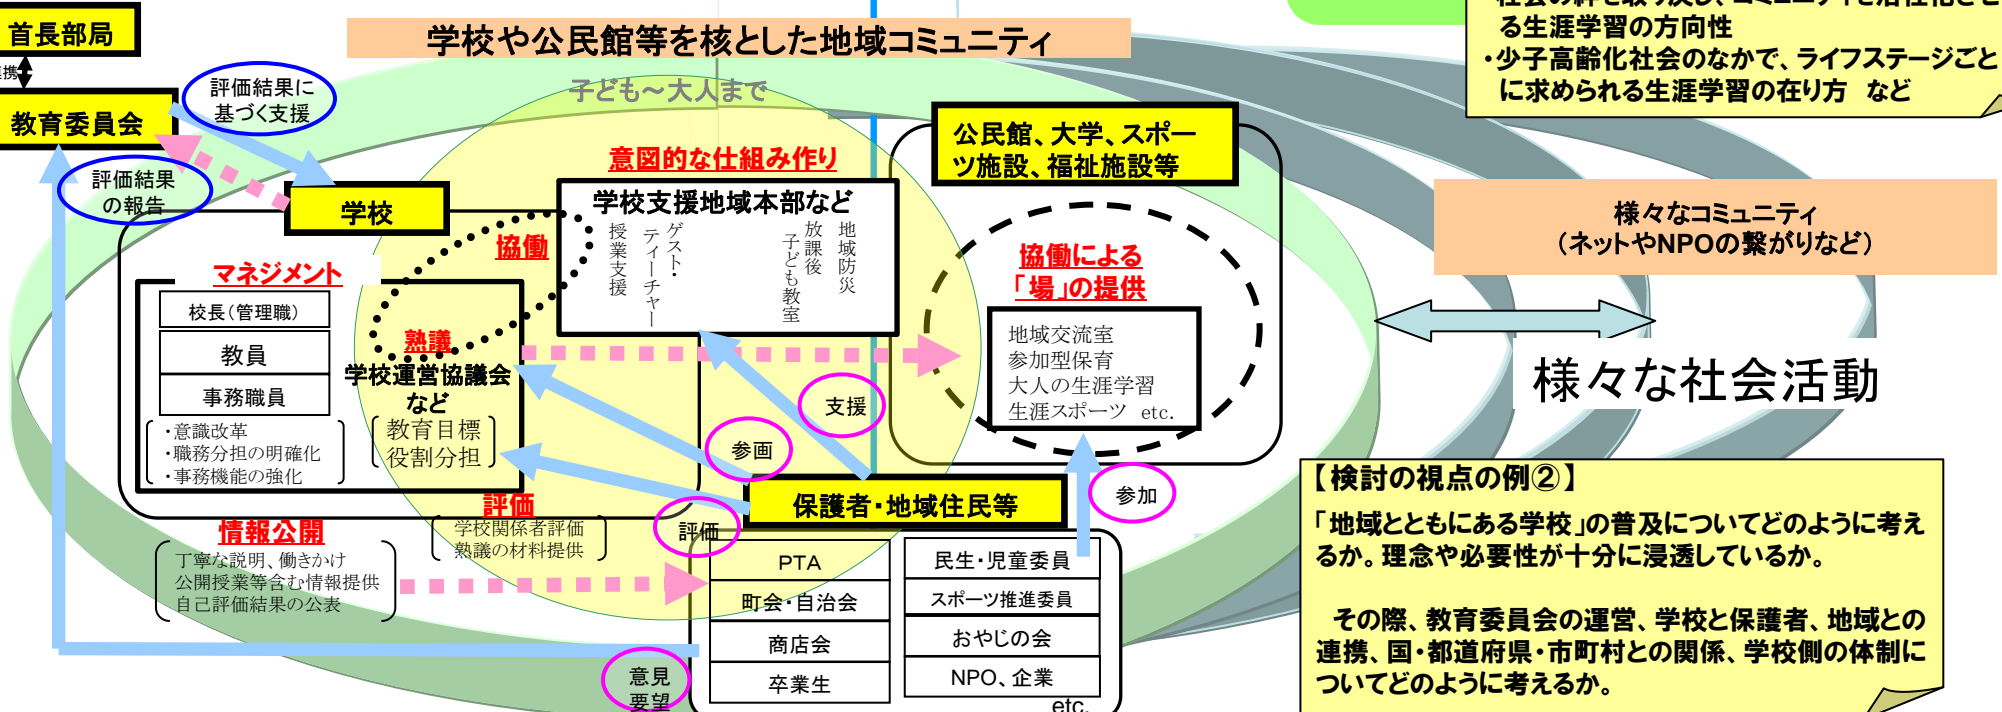 首長部局
携
教育委員会
評価結果に
基づく支援
評価結果
の報告
学校や公民館等を核とした地域コミュニティ
子ども～大人まで
る生涯学習の方向性
・少子高齢化社会のなかで、ライフステージごと
に求められる生涯学習の在り方 など
学校
マネジメント
校長（管理職）
教員
事務職員
・意識改革
・職務分担の明確化
・事務機能の強化
協働
熟議
学校運営協議会
など
教育目標
役割分担
意図的な仕組み作り
学校支援地域本部など
授業支援
ゲスト・
ティーチャー
放課後
子ども教室
地域防災
公民館、大学、スポー
ツ施設、福祉施設等
協働による
「場」の提供
地域交流室
参加型保育
大人の生涯学習
生涯スポーツ etc.
様々なコミュニティ
（ネットやNPOの繋がりなど）
様々な社会活動
支援
参画
評価
参加
保護者・地域住民等
評価
学校関係者評価
熟議の材料提供
情報公開
丁寧な説明、働きかけ
公開授業等含む情報提供
自己評価結果の公表
PTA
町会・自治会
商店会
卒業生
民生・児童委員
スポーツ推進委員
おやじの会
NPO、企業
etc.
意見
要望
【検討の視点の例②】
「地域とともにある学校」の普及についてどのように考え
るか。理念や必要性が十分に浸透しているか。
その際、教育委員会の運営、学校と保護者、地域との
連携、国・都道府県・市町村との関係、学校側の体制に
ついてどのように考えるか。